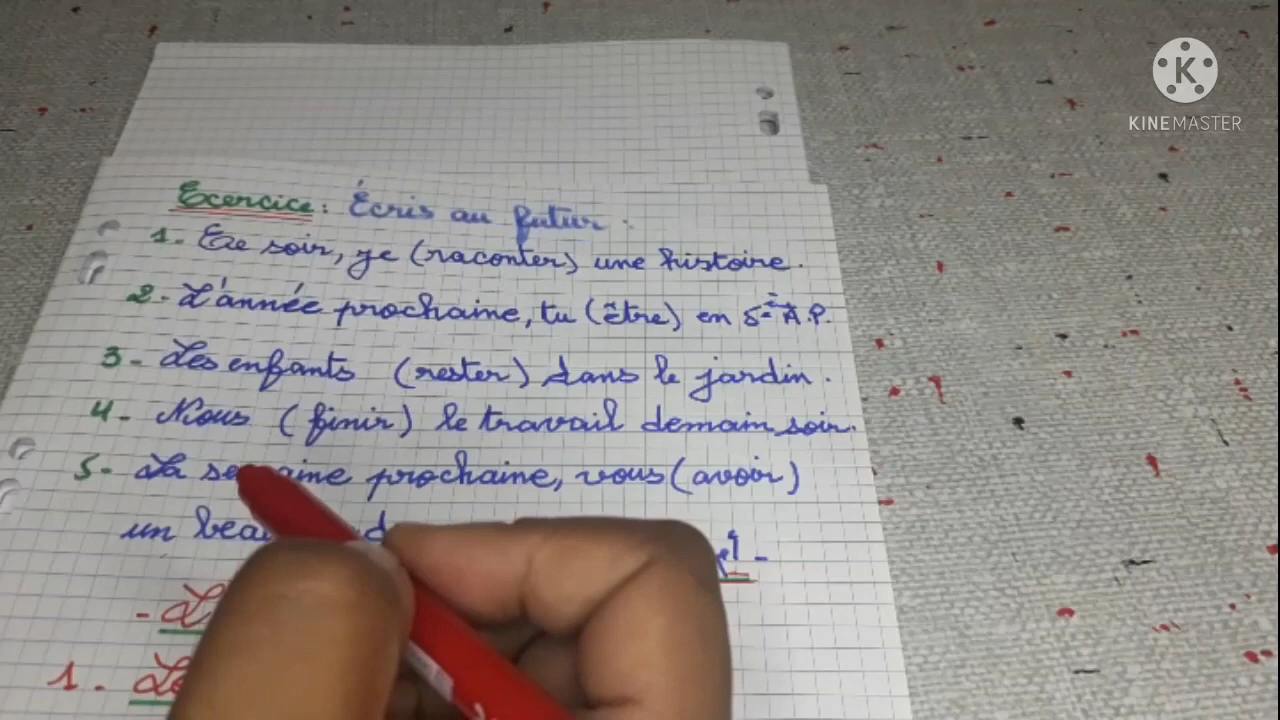 KINEMASTER
Exercice: Écris au futur:
1- Ce soir, je (raconter) une histoire.
2- L'année prochaine, tu (être) en 5è A.P.
3- Les enfants (rester) dans le jardin.
4- Nous (finir) le travail demain soir.
5- La semaine prochaine, vous (avoir)
un
1-